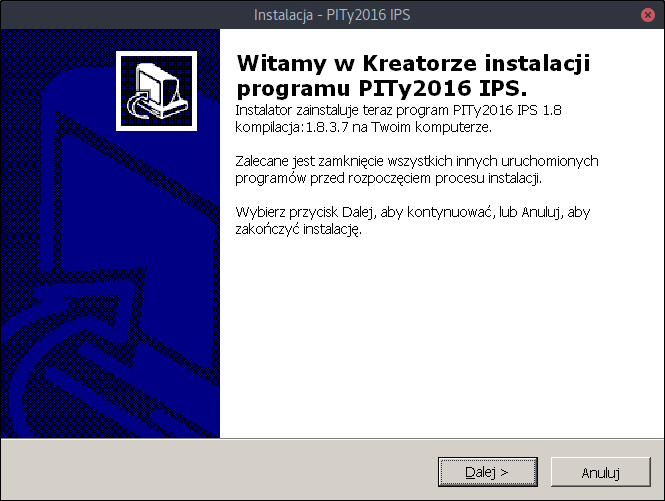 Instalacja - PITy2016 IPS
Witamy w Kreatorze instalacji
programu PITy2016 IPS.
Instalator zainstaluje teraz program PITy2016 IPS 1.8
kompilacja:1.8.3.7 na Twoim komputerze.
Zalecane jest zamknięcie wszystkich innych uruchomionych
programów przed rozpoczęciem procesu instalacji.
Wybierz przycisk Dalej, aby kontynuować, lub Anuluj, aby
zakończyć instalację.
Dalej >
Anuluj